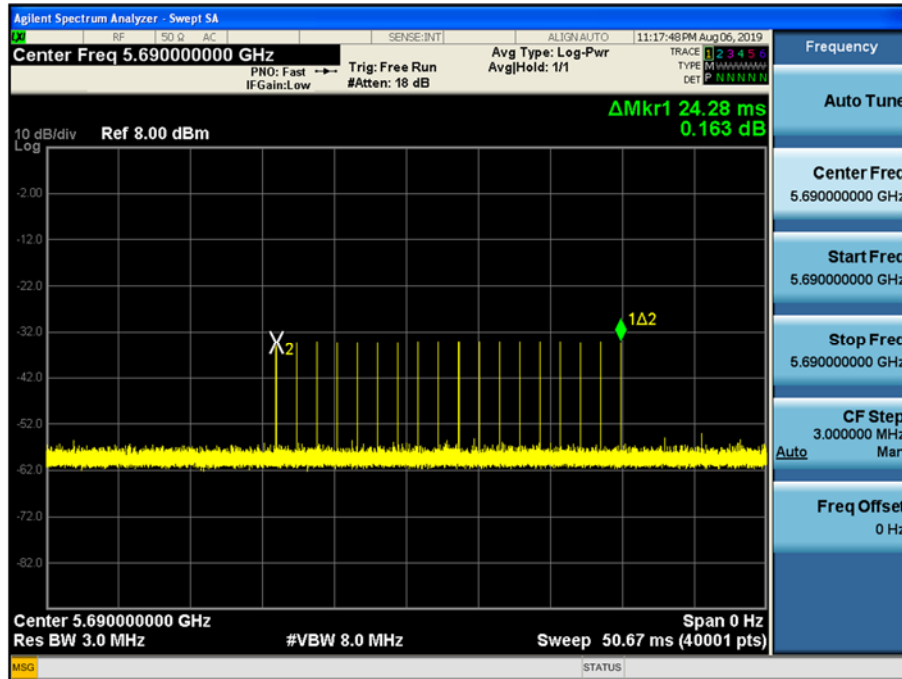 Agilent Spectrum Analyzer - Swept SA
LXI RF 50 Ω AC SENSE:INT ALIGN AUTO 11:17:48 PM Aug 06, 2019
Center Freq 5.690000000 GHz
PNO: Fast
IFGain:Low
Trig: Free Run
#Atten: 18 dB
Avg Type: Log-Pwr
Avg|Hold: 1/1
TRACE 1 2 3 4 5 6
TYPE M
DET P N N N N N
ΔMkr1 24.28 ms
0.163 dB
10 dB/div Ref 8.00 dBm
Log
-2.00
-12.0
-22.0
-32.0
-42.0
-52.0
-62.0
-72.0
-82.0
X2
1Δ2
Center 5.690000000 GHz Span 0 Hz
Res BW 3.0 MHz #VBW 8.0 MHz Sweep 50.67 ms (40001 pts)
MSG STATUS
Frequency
Auto Tune
Center Freq
5.690000000 GHz
Start Freq
5.690000000 GHz
Stop Freq
5.690000000 GHz
CF Step
3.000000 MHz
Auto Man
Freq Offset
0 Hz